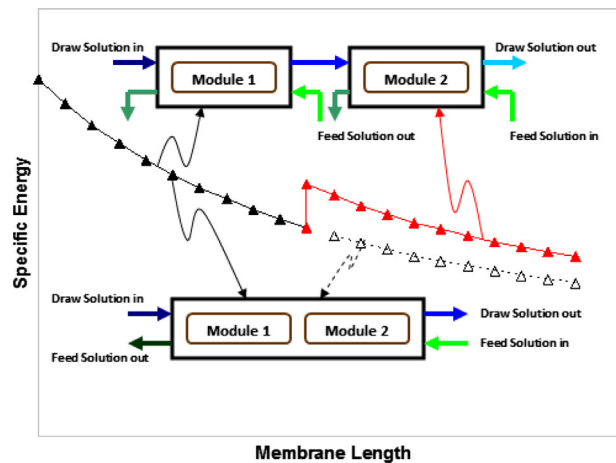 Draw Solution in
Draw Solution out
Module 1
Module 2
Feed Solution out
Feed Solution in
Specific Energy
Draw Solution in
Draw Solution out
Module 1
Module 2
Feed Solution out
Feed Solution in
Membrane Length